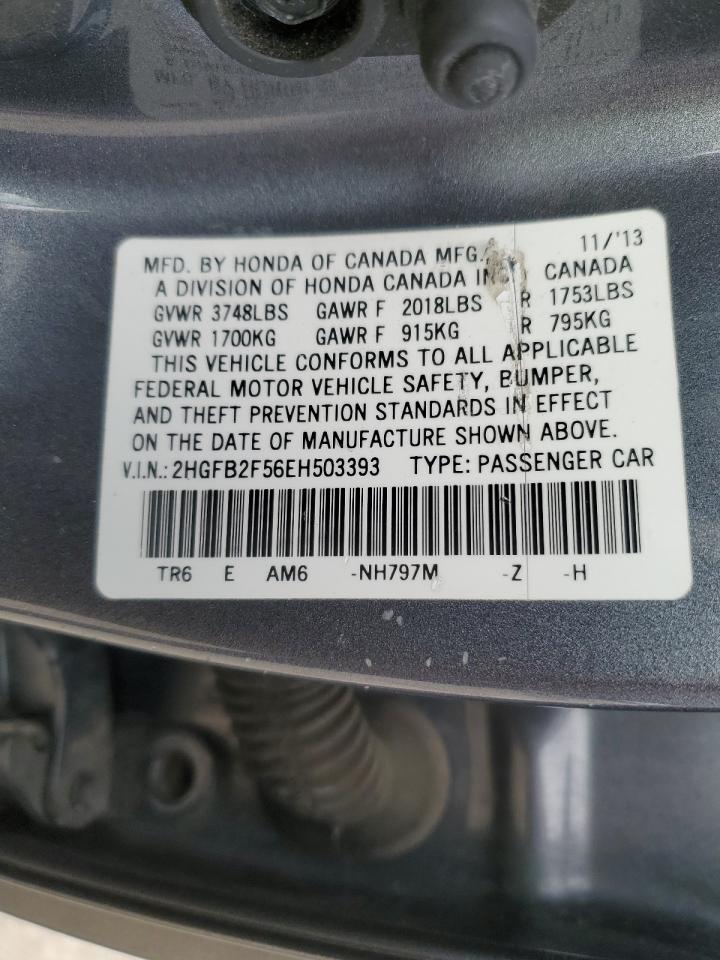 11/'13
MFD. BY HONDA OF CANADA MFG.
A DIVISION OF HONDA CANADA INC. CANADA
GVWR 3748LBS GAWR F 2018LBS R 1753LBS
GVWR 1700KG GAWR F 915KG R 795KG
THIS VEHICLE CONFORMS TO ALL APPLICABLE
FEDERAL MOTOR VEHICLE SAFETY, BUMPER,
AND THEFT PREVENTION STANDARDS IN EFFECT
ON THE DATE OF MANUFACTURE SHOWN ABOVE.
V.I.N.: 2HGFB2F56EH503393 TYPE: PASSENGER CAR
TR6 E AM6 -NH797M -Z -H